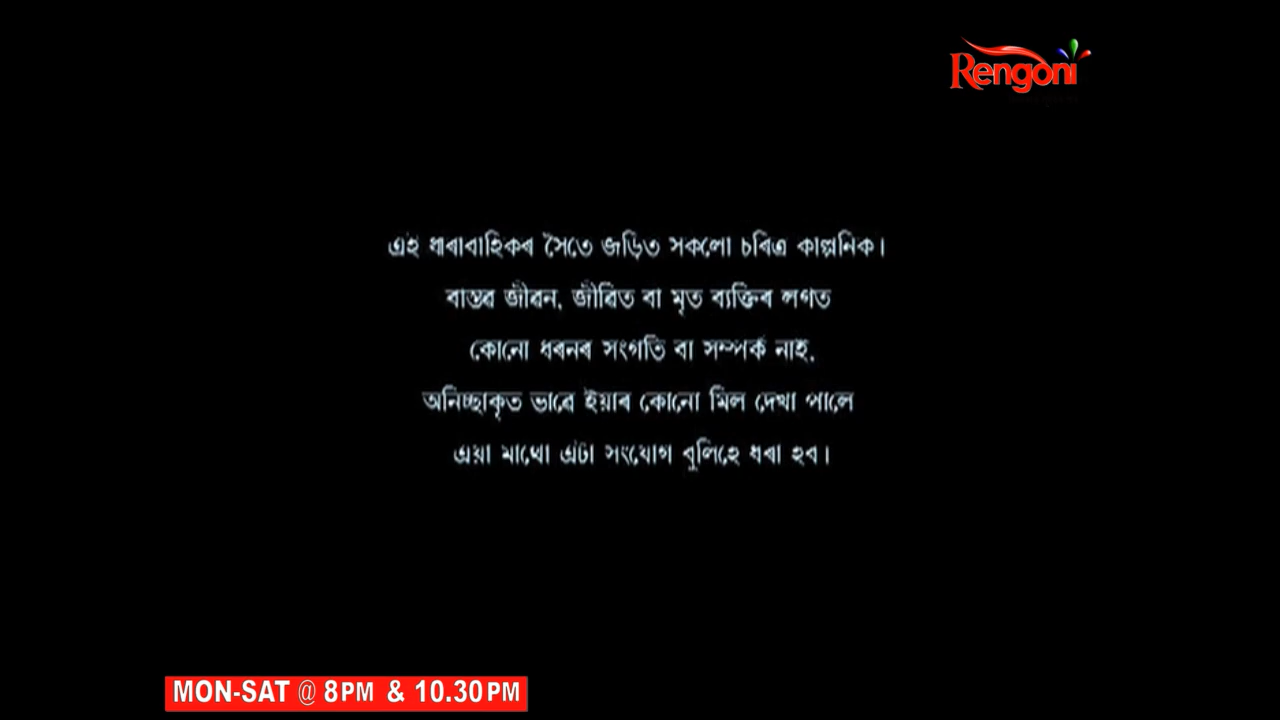 Rengoni
এই ধাৰাবাহিকৰ সৈতে জড়িত সকলো চৰিত্ৰ কাল্পনিক।
বাস্তৱ জীৱন, জীৱিত বা মৃত ব্যক্তিৰ লগত
কোনো ধৰনৰ সংগতি বা সম্পৰ্ক নাই.
অনিচ্ছাকৃত ভাৱে ইয়াৰ কোনো মিল দেখা পালে
এয়া মাথো এটা সংযোগ বুলিহে ধৰা হব।
MON-SAT @ 8PM & 10.30PM